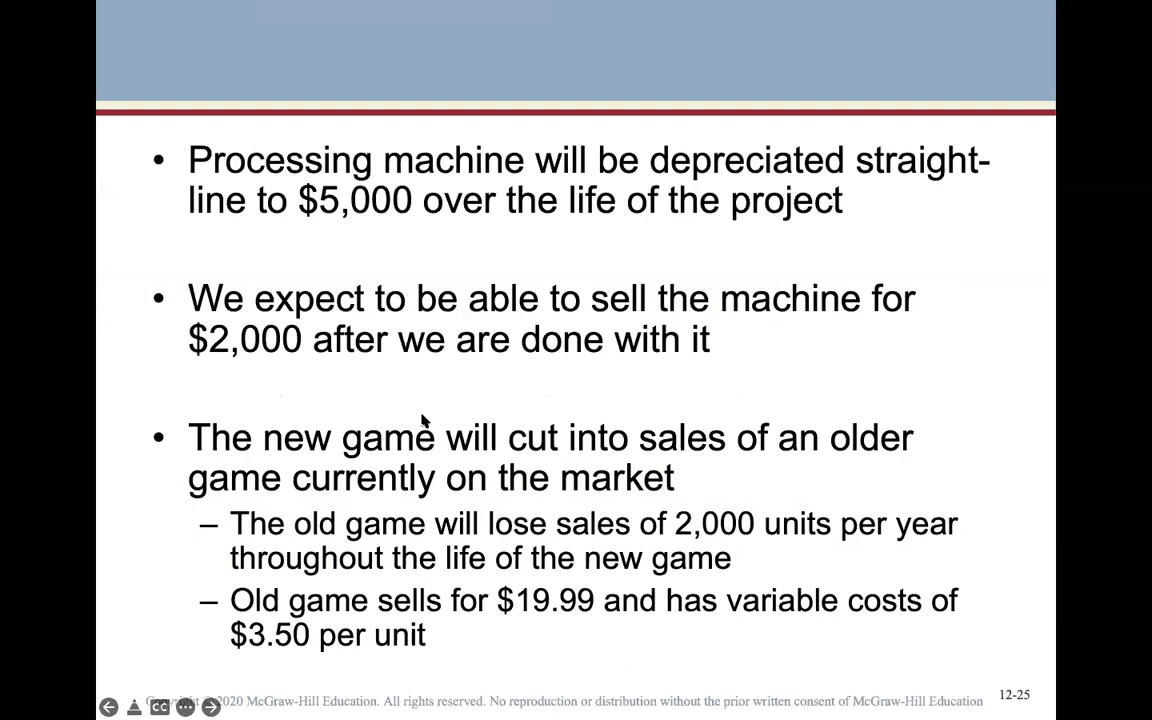 • Processing machine will be depreciated straight-
line to $5,000 over the life of the project
• We expect to be able to sell the machine for
$2,000 after we are done with it
• The new game will cut into sales of an older
game currently on the market
– The old game will lose sales of 2,000 units per year
throughout the life of the new game
– Old game sells for $19.99 and has variable costs of
$3.50 per unit
2020 McGraw-Hill Education. All rights reserved. No reproduction or distribution without the prior written consent of McGraw-Hill Education
12-25
CC